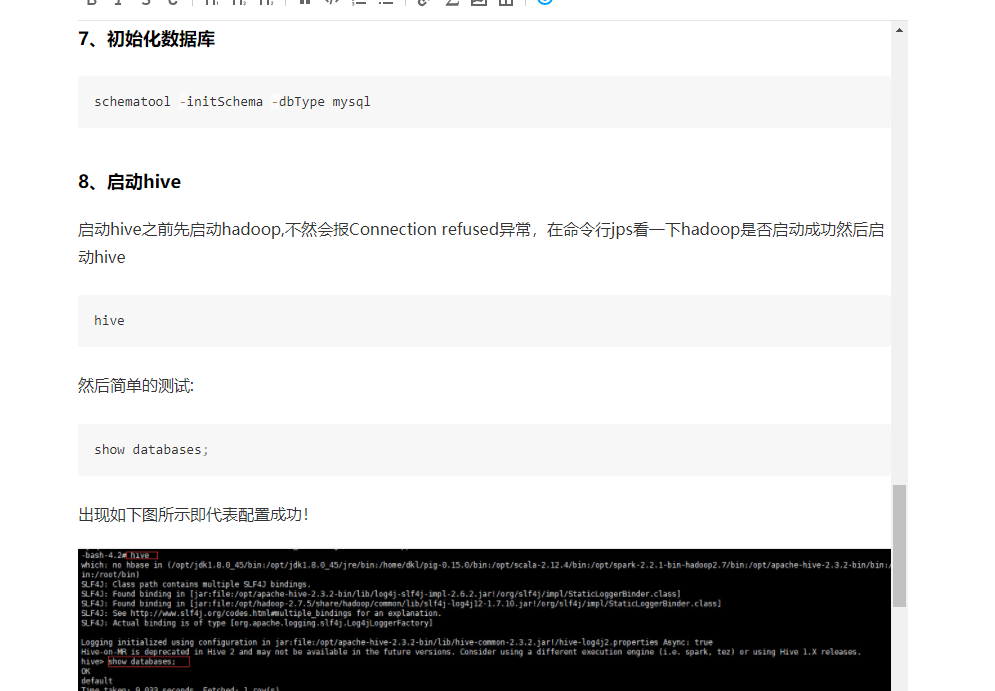 7、初始化数据库
schematool -initSchema -dbType mysql
8、启动hive
启动hive之前先启动hadoop,不然会报Connection refused异常，在命令行jps看一下hadoop是否启动成功然后启
动hive
hive
然后简单的测试:
show databases;
出现如下图所示即代表配置成功！
-bash-4.2# hive
which: no hbase in (/opt/jdk1.8.0_45/bin:/opt/jdk1.8.0_45/jre/bin:/home/dkl/pig-0.15.0/bin:/opt/scala-2.12.4/bin:/opt/spark-2.2.1-bin-hadoop2.7/bin:/opt/apache-hive-2.3.2-bin/bin:/
in:/root/bin)
SLF4J: Class path contains multiple SLF4J bindings.
SLF4J: Found binding in [jar:file:/opt/apache-hive-2.3.2-bin/lib/log4j-slf4j-impl-2.6.2.jar!/org/slf4j/impl/StaticLoggerBinder.class]
SLF4J: Found binding in [jar:file:/opt/hadoop-2.7.5/share/hadoop/common/lib/slf4j-log4j12-1.7.10.jar!/org/slf4j/impl/StaticLoggerBinder.class]
SLF4J: See http://www.slf4j.org/codes.html#multiple_bindings for an explanation.
SLF4J: Actual binding is of type [org.apache.logging.slf4j.Log4jLoggerFactory]
Logging initialized using configuration in jar:file:/opt/apache-hive-2.3.2-bin/lib/hive-common-2.3.2.jar!/hive-log4j2.properties Async: true
Hive-on-MR is deprecated in Hive 2 and may not be available in the future versions. Consider using a different execution engine (i.e. spark, tez) or using Hive 1.X releases.
hive> show databases;
OK
default
Time taken: 0.033 seconds, Fetched: 1 row(s)